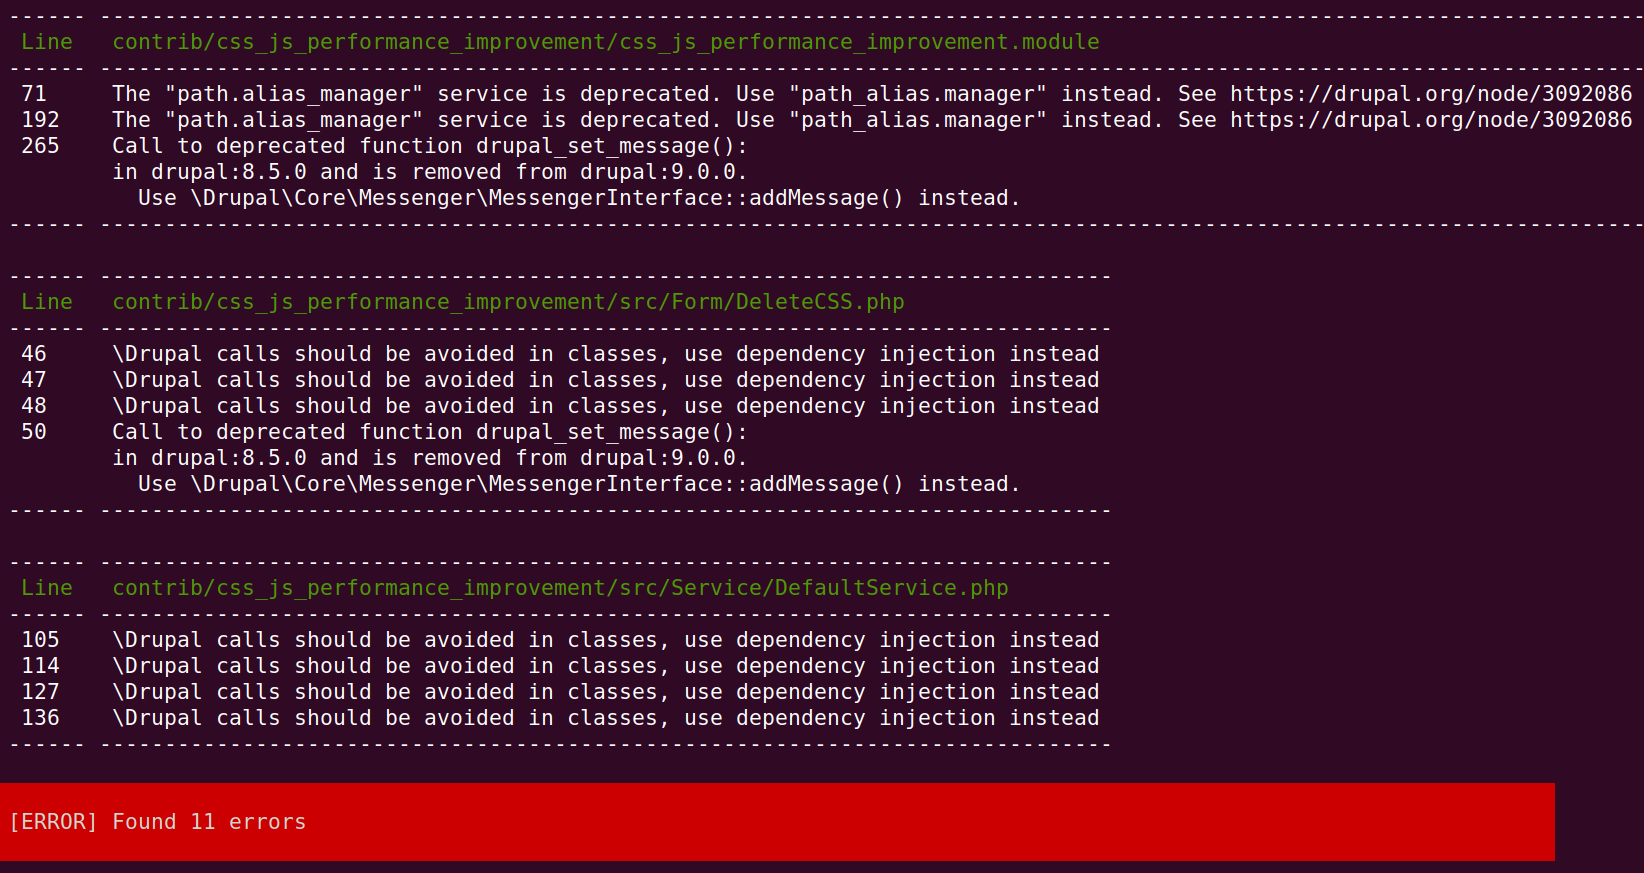 Line contrib/css_js_performance_improvement/css_js_performance_improvement.module
71 The "path.alias_manager" service is deprecated. Use "path_alias.manager" instead. See https://drupal.org/node/3092086
192 The "path.alias_manager" service is deprecated. Use "path_alias.manager" instead. See https://drupal.org/node/3092086
265 Call to deprecated function drupal_set_message():
in drupal:8.5.0 and is removed from drupal:9.0.0.
Use \Drupal\Core\Messenger\MessengerInterface::addMessage() instead.
Line contrib/css_js_performance_improvement/src/Form/DeleteCSS.php
46 \Drupal calls should be avoided in classes, use dependency injection instead
47 \Drupal calls should be avoided in classes, use dependency injection instead
48 \Drupal calls should be avoided in classes, use dependency injection instead
50 Call to deprecated function drupal_set_message():
in drupal:8.5.0 and is removed from drupal:9.0.0.
Use \Drupal\Core\Messenger\MessengerInterface::addMessage() instead.
Line contrib/css_js_performance_improvement/src/Service/DefaultService.php
105 \Drupal calls should be avoided in classes, use dependency injection instead
114 \Drupal calls should be avoided in classes, use dependency injection instead
127 \Drupal calls should be avoided in classes, use dependency injection instead
136 \Drupal calls should be avoided in classes, use dependency injection instead
[ERROR] Found 11 errors